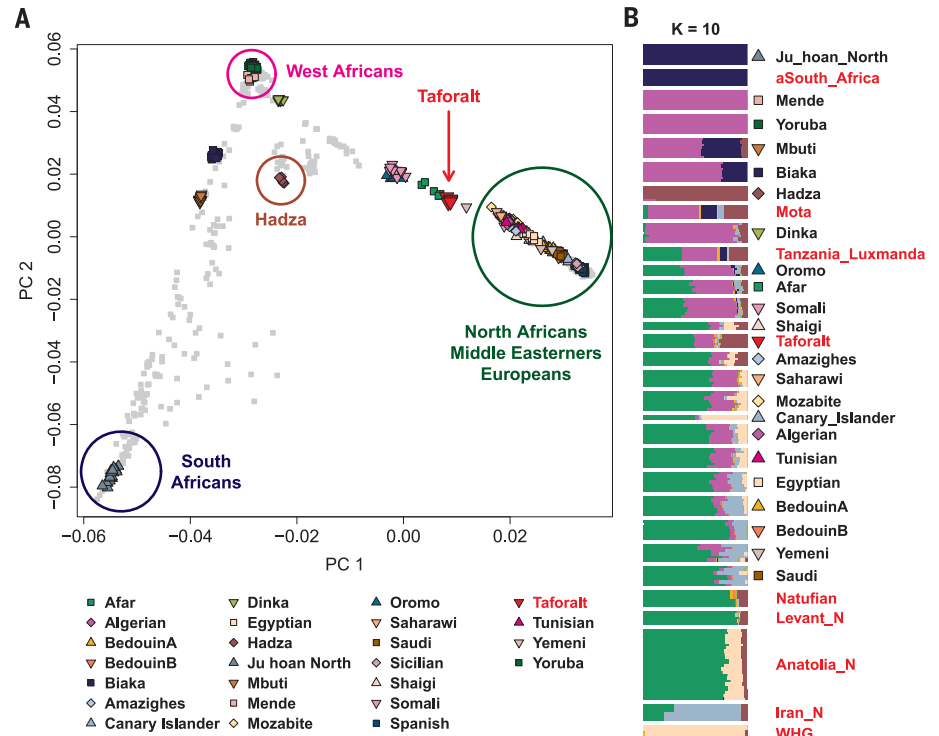 A
B
K = 10
0.06
0.04
0.02
0.00
−0.02
−0.04
−0.06
−0.08
PC 2
−0.06
−0.04
−0.02
0.00
0.02
PC 1
West Africans
Taforalt
Hadza
North Africans
Middle Easterners
Europeans
South
Africans
Afar
Algerian
BedouinA
BedouinB
Biaka
Amazighes
Canary Islander
Dinka
Egyptian
Hadza
Ju hoan North
Mbuti
Mende
Mozabite
Oromo
Saharawi
Saudi
Sicilian
Shaigi
Somali
Spanish
Taforalt
Tunisian
Yemeni
Yoruba
Ju_hoan_North
aSouth_Africa
Mende
Yoruba
Mbuti
Biaka
Hadza
Mota
Dinka
Tanzania_Luxmanda
Oromo
Afar
Somali
Shaigi
Taforalt
Amazighes
Saharawi
Mozabite
Canary_Islander
Algerian
Tunisian
Egyptian
BedouinA
BedouinB
Yemeni
Saudi
Natufian
Levant_N
Anatolia_N
Iran_N
WHG